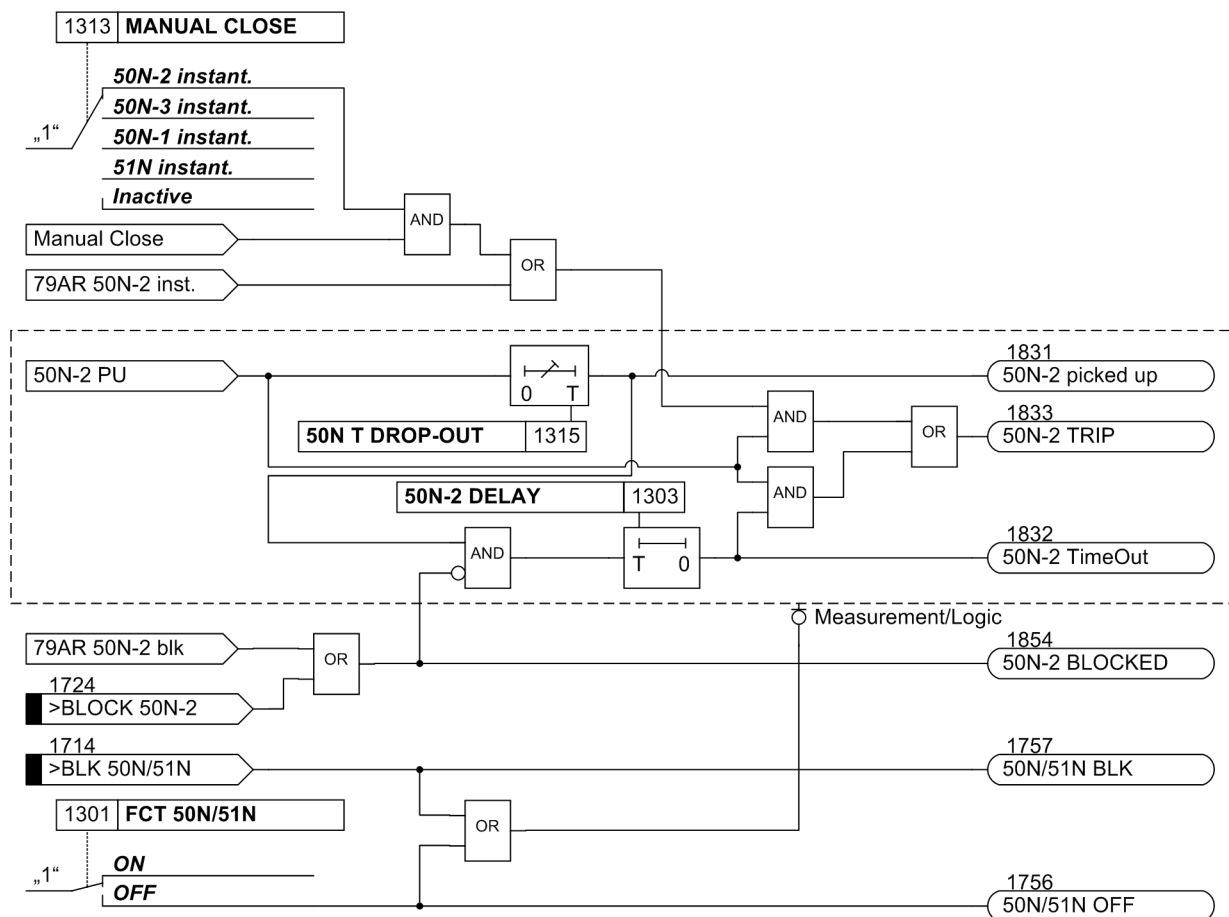 1313 MANUAL CLOSE
50N-2 instant.
50N-3 instant.
„1“
50N-1 instant.
51N instant.
Inactive
AND
Manual Close
OR
79AR 50N-2 inst.
1831
50N-2 PU
50N-2 picked up
0 T
AND
1833
50N T DROP-OUT 1315
OR
50N-2 TRIP
50N-2 DELAY 1303
AND
1832
AND
T 0
50N-2 TimeOut
Measurement/Logic
79AR 50N-2 blk
OR
1854
50N-2 BLOCKED
1724
>BLOCK 50N-2
1714
>BLK 50N/51N
1757
50N/51N BLK
1301 FCT 50N/51N
OR
ON
„1“
OFF
1756
50N/51N OFF